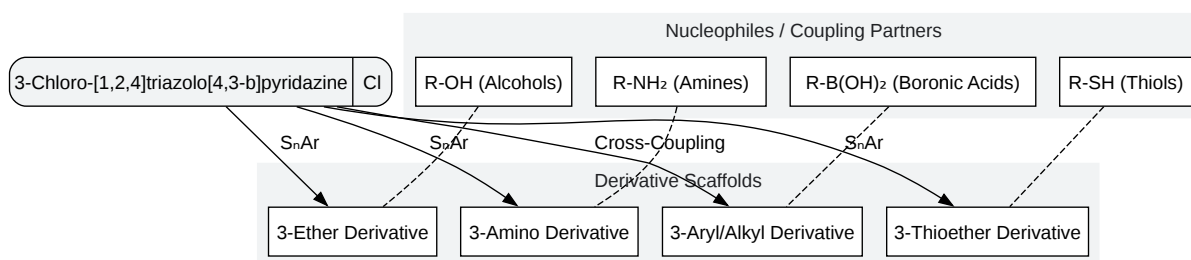 Nucleophiles / Coupling Partners
3-Chloro-[1,2,4]triazolo[4,3-b]pyridazine
Cl
R-OH (Alcohols)
R-NH₂ (Amines)
R-B(OH)₂ (Boronic Acids)
R-SH (Thiols)
SₙAr
SₙAr
Cross-Coupling
SₙAr
Derivative Scaffolds
3-Ether Derivative
3-Amino Derivative
3-Aryl/Alkyl Derivative
3-Thioether Derivative